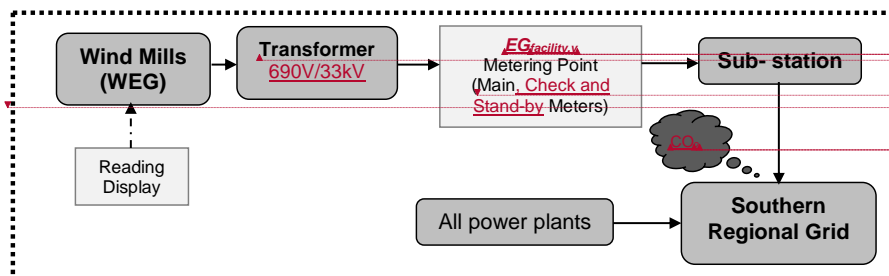 Wind Mills
(WEG)
Transformer
690V/33kV
EGfacility,y
Metering Point
(Main, Check and
Stand-by Meters)
Sub- station
CO2
Reading
Display
All power plants
Southern
Regional Grid